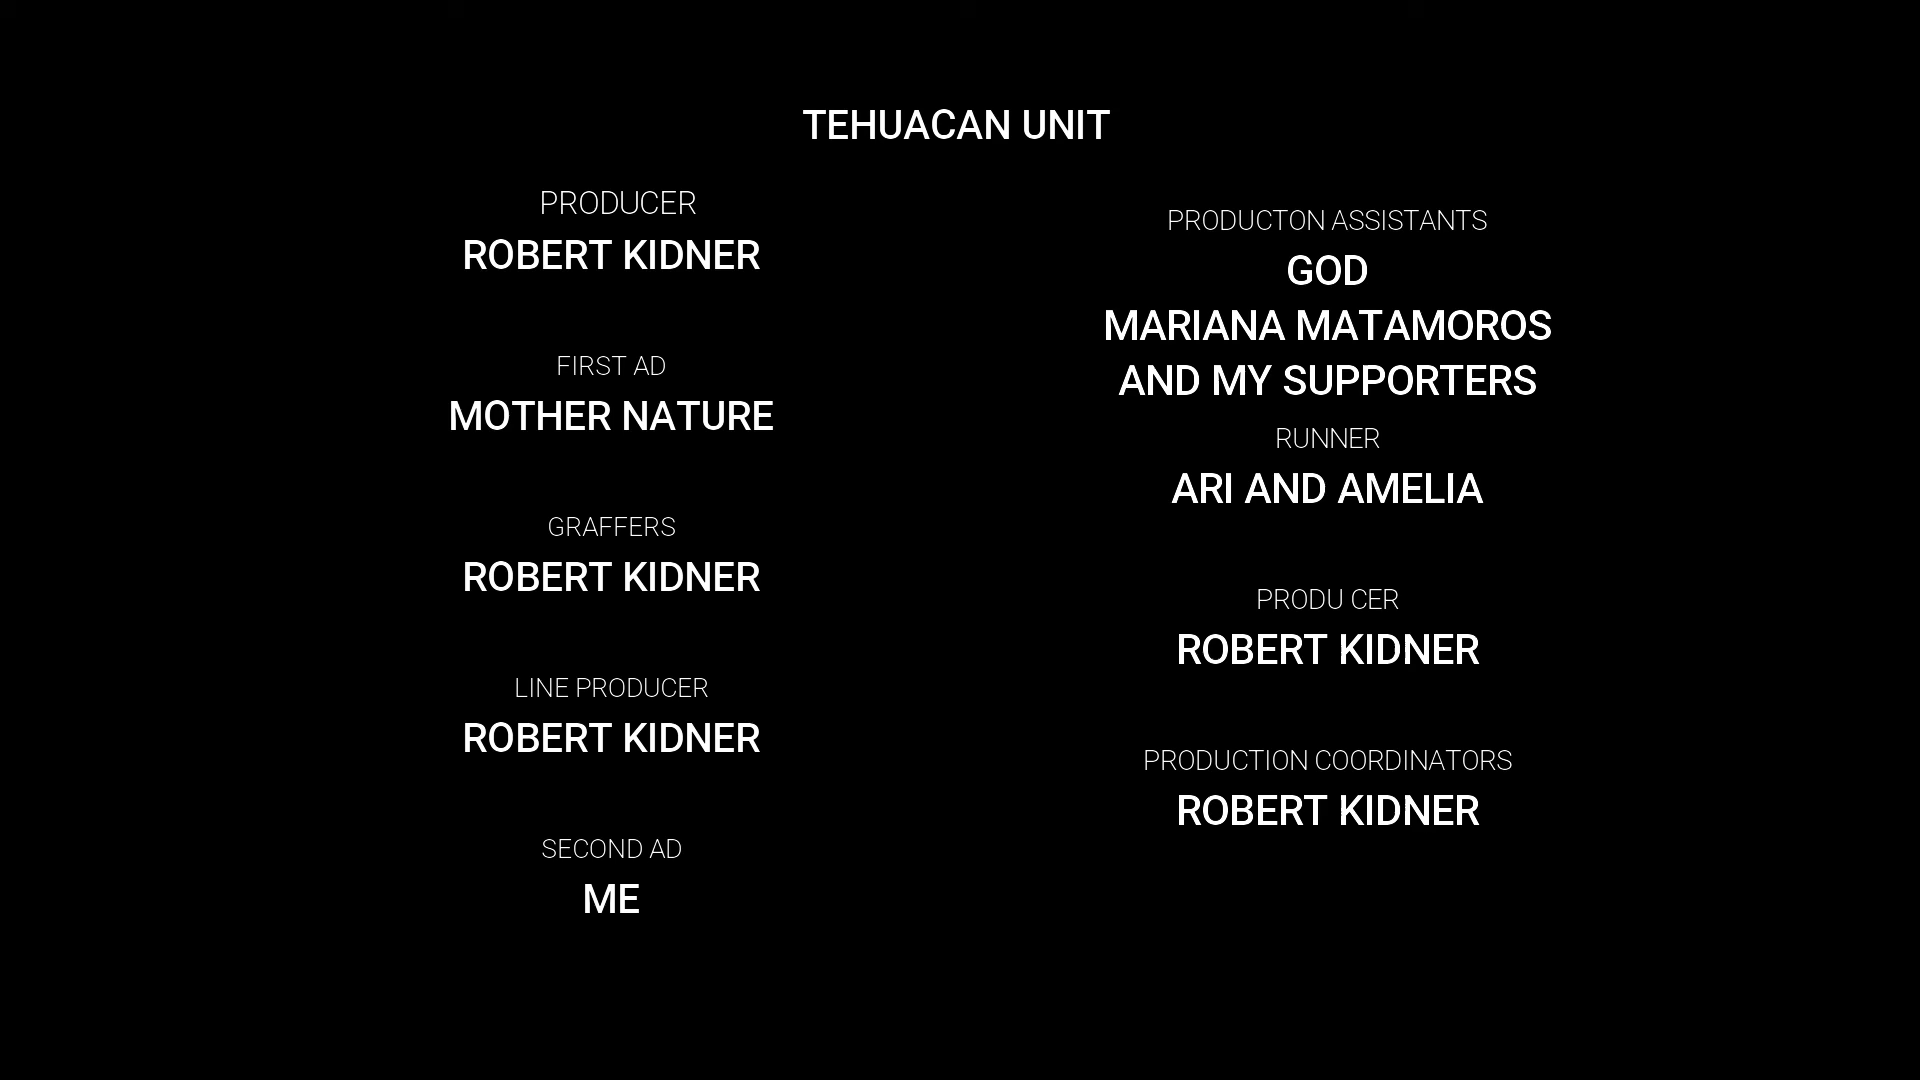 TEHUACAN UNIT
PRODUCER
ROBERT KIDNER
FIRST AD
MOTHER NATURE
GRAFFERS
ROBERT KIDNER
LINE PRODUCER
ROBERT KIDNER
SECOND AD
ME
PRODUCTON ASSISTANTS
GOD
MARIANA MATAMOROS
AND MY SUPPORTERS
RUNNER
ARI AND AMELIA
PRODU CER
ROBERT KIDNER
PRODUCTION COORDINATORS
ROBERT KIDNER